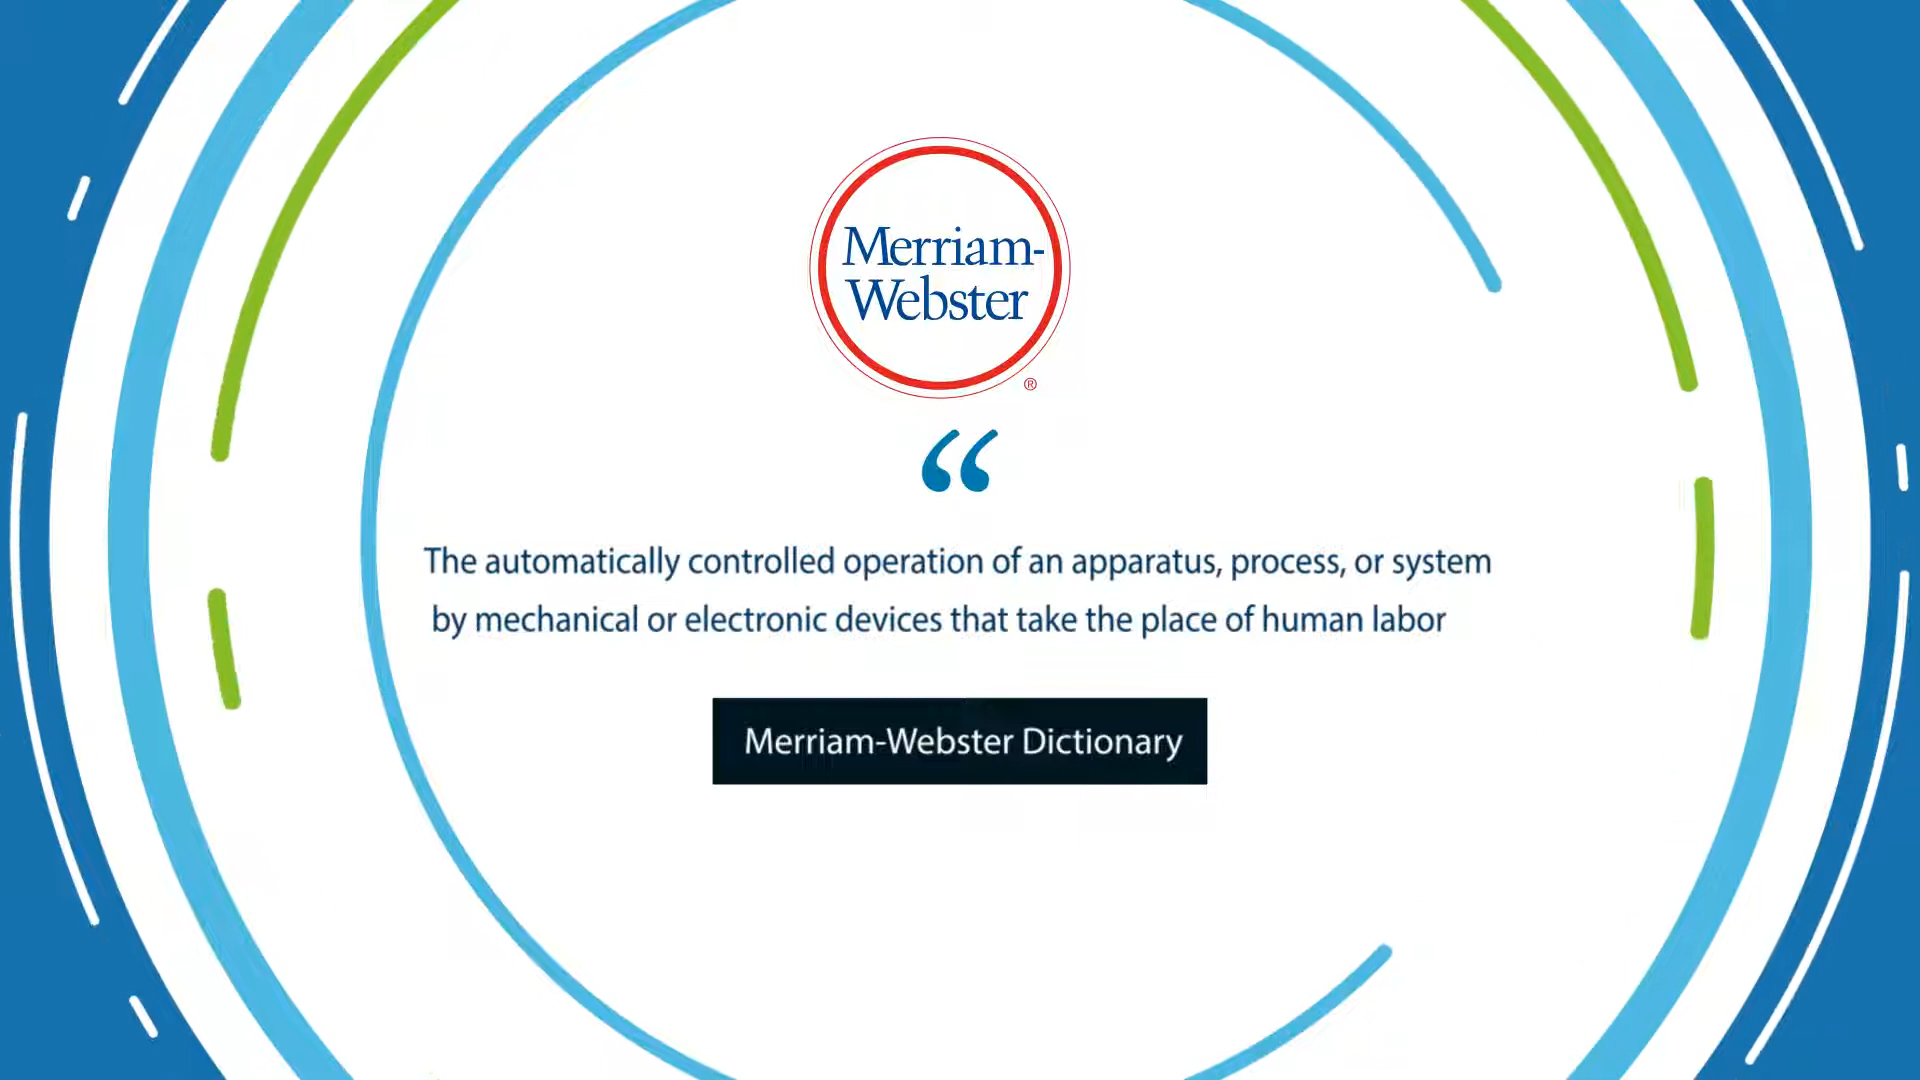 Merriam-
Webster
®
“
The automatically controlled operation of an apparatus, process, or system
by mechanical or electronic devices that take the place of human labor
Merriam-Webster Dictionary